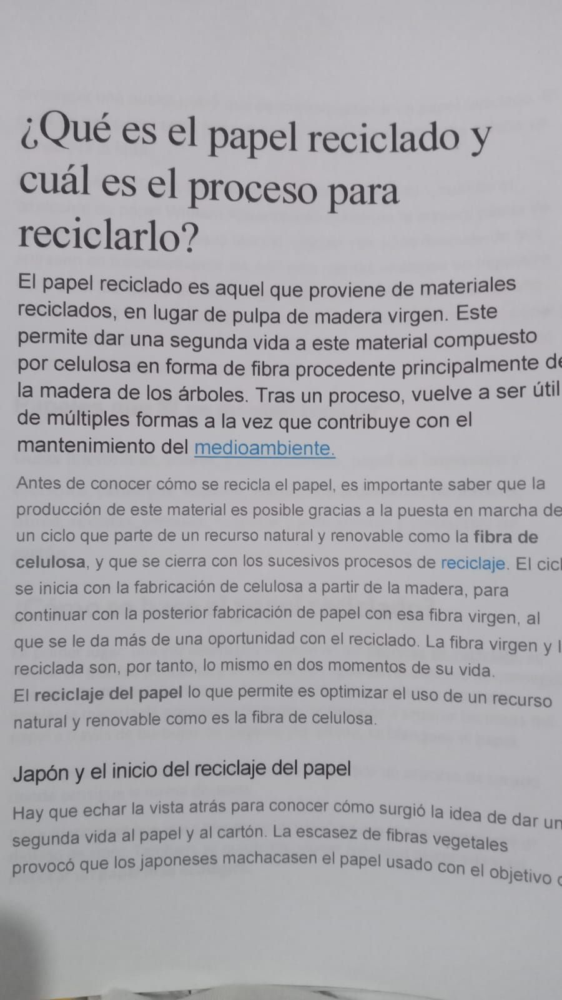 ¿Qué es el papel reciclado y
cuál es el proceso para
reciclarlo?
El papel reciclado es aquel que proviene de materiales
reciclados, en lugar de pulpa de madera virgen. Este
permite dar una segunda vida a este material compuesto
por celulosa en forma de fibra procedente principalmente de
la madera de los árboles. Tras un proceso, vuelve a ser útil
de múltiples formas a la vez que contribuye con el
mantenimiento del medioambiente.
Antes de conocer cómo se recicla el papel, es importante saber que la
producción de este material es posible gracias a la puesta en marcha de
un ciclo que parte de un recurso natural y renovable como la fibra de
celulosa, y que se cierra con los sucesivos procesos de reciclaje. El
se inicia con la fabricación de celulosa a partir de la madera, para
continuar con la posterior fabricación de papel con esa fibra virgen, al
que se le da más de una oportunidad con el reciclado. La fibra virgen y
reciclada son, por tanto, lo mismo en dos momentos de su vida.
El reciclaje del papel lo que permite es optimizar el uso de un recurso
natural y renovable como es la fibra de celulosa.
Japón y el inicio del reciclaje del papel
Hay que echar la vista atrás para conocer cómo surgió la idea de dar
segunda vida al papel y al cartón. La escasez de fibras vegetales
provocó que los japoneses machacasen el papel usado con el objetivo